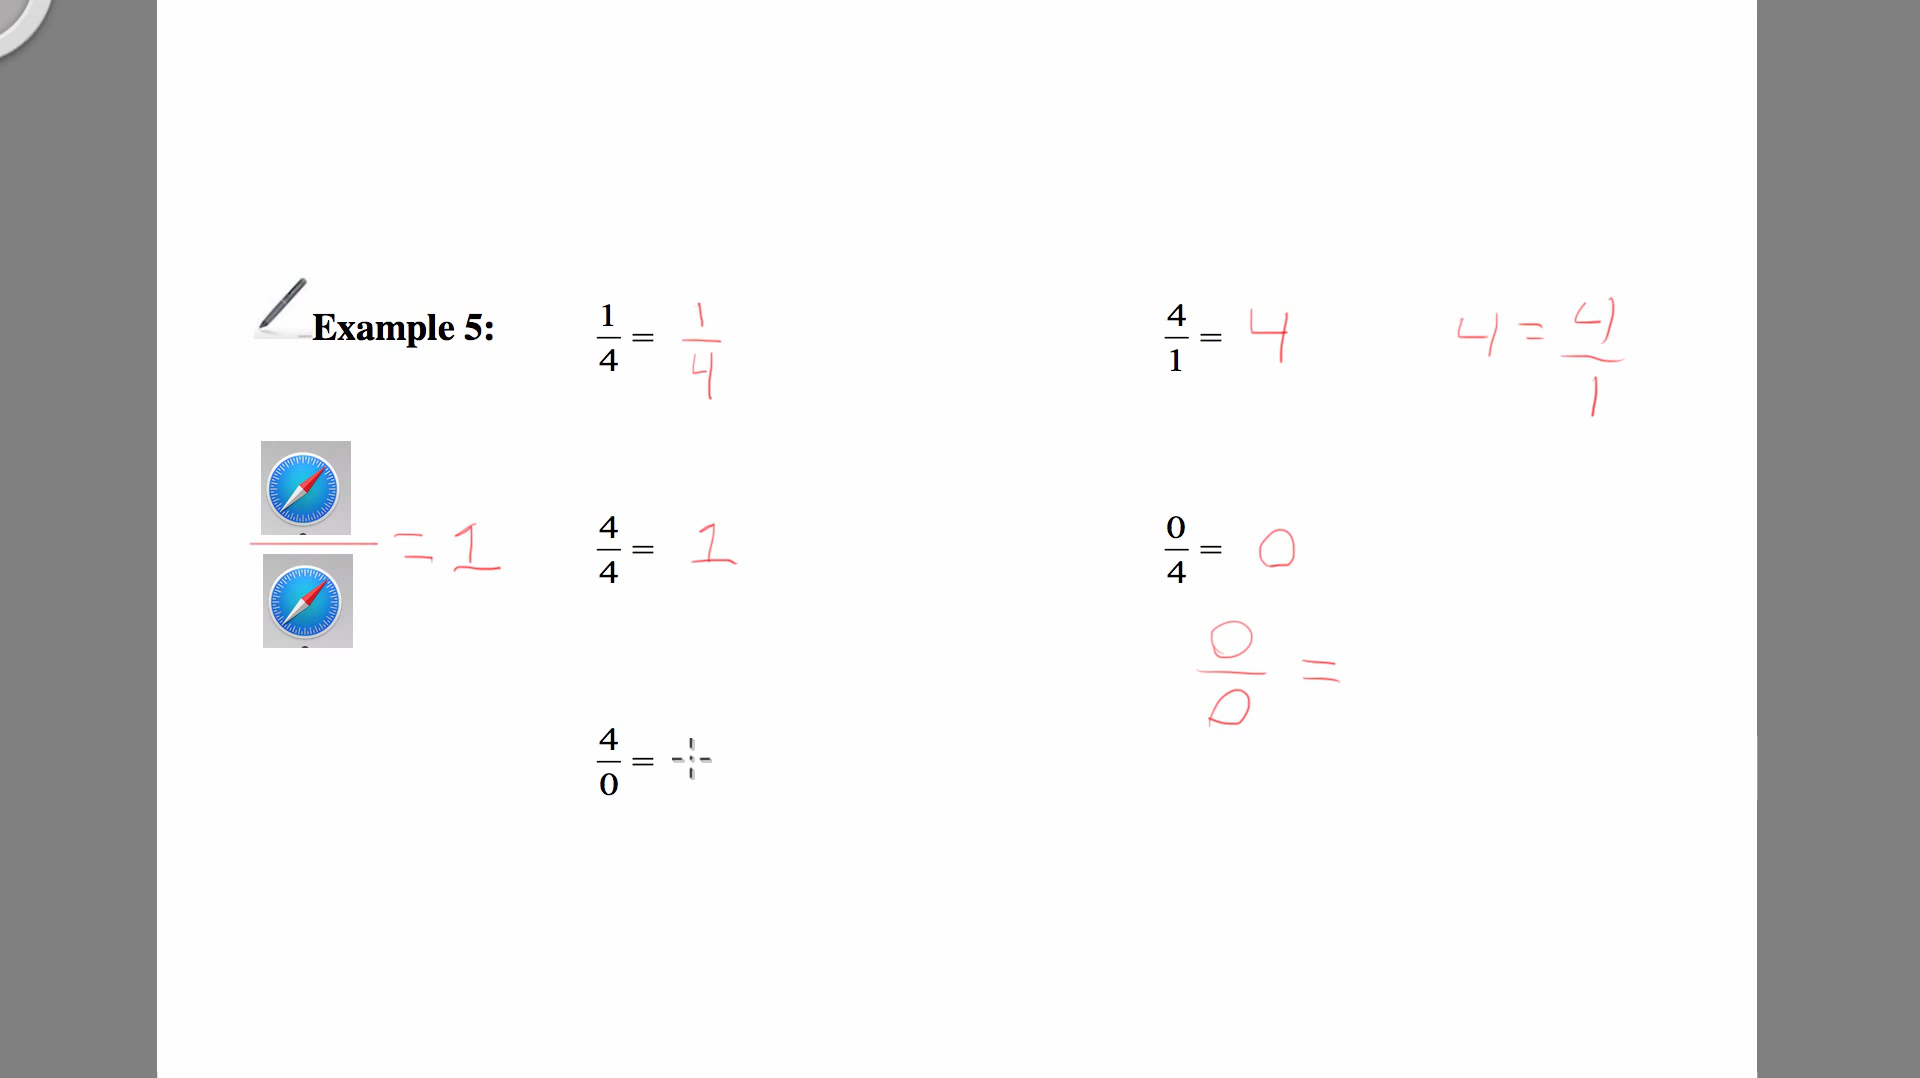 Example 5: 1/4 = 1/4
4/1 = 4
4 = 4/1
= 1
4/4 = 1
0/4 = 0
0/0 =
4/0 =